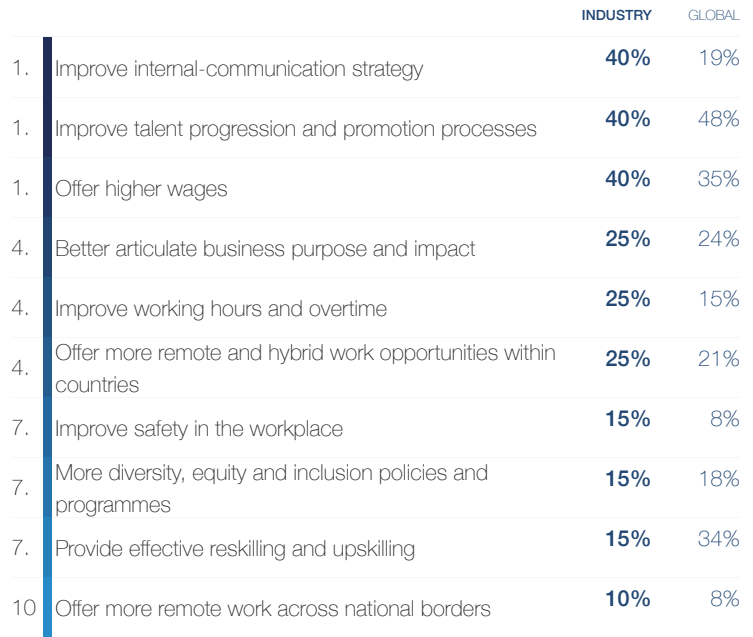 INDUSTRY GLOBAL
1. Improve internal-communication strategy 40% 19%
1. Improve talent progression and promotion processes 40% 48%
1. Offer higher wages 40% 35%
4. Better articulate business purpose and impact 25% 24%
4. Improve working hours and overtime 25% 15%
4. Offer more remote and hybrid work opportunities within 25% 21%
countries
7. Improve safety in the workplace 15% 8%
7. More diversity, equity and inclusion policies and 15% 18%
programmes
7. Provide effective reskilling and upskilling 15% 34%
10 Offer more remote work across national borders 10% 8%